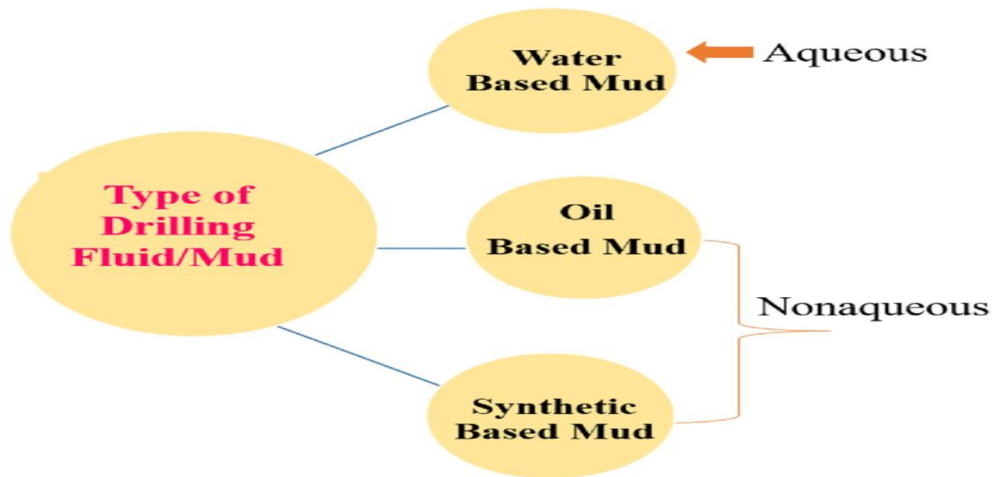 Water
Based Mud
Aqueous
Type of
Drilling
Fluid/Mud
Oil
Based Mud
Nonaqueous
Synthetic
Based Mud